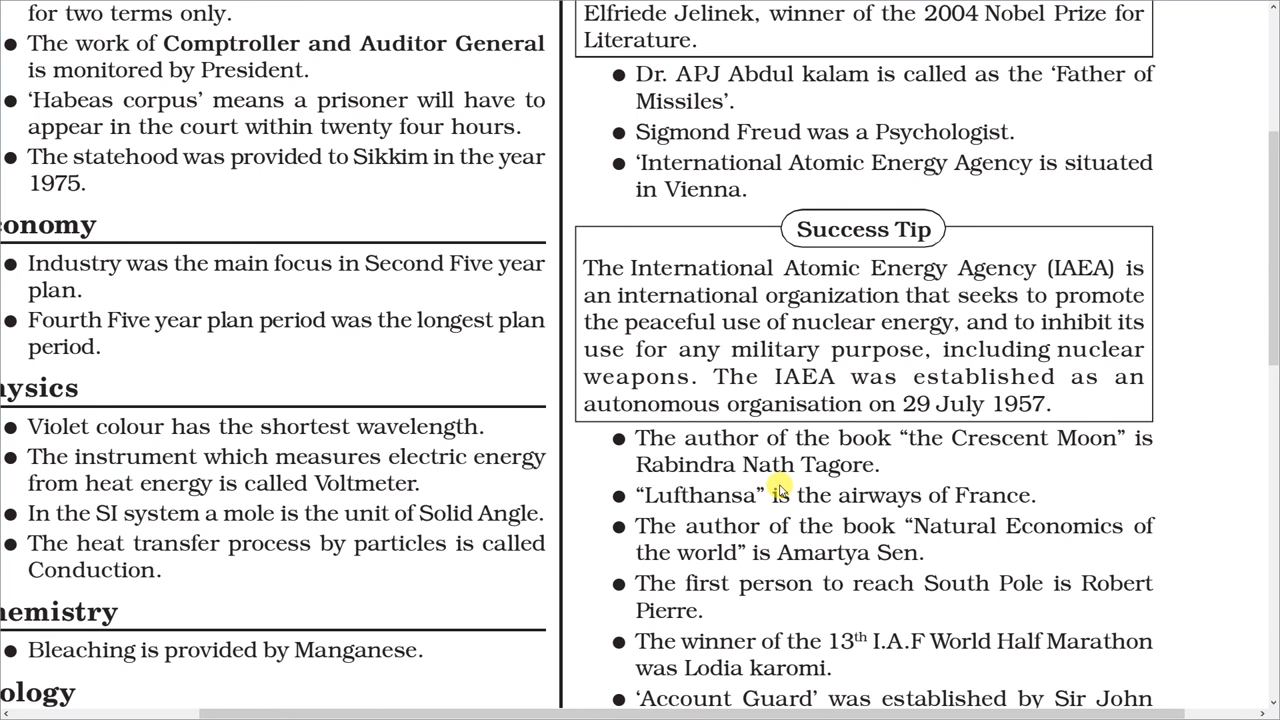 for two terms only.
● The work of Comptroller and Auditor General
is monitored by President.
● ‘Habeas corpus’ means a prisoner will have to
appear in the court within twenty four hours.
● The statehood was provided to Sikkim in the year
1975.
conomy
● Industry was the main focus in Second Five year
plan.
● Fourth Five year plan period was the longest plan
period.
hysics
● Violet colour has the shortest wavelength.
● The instrument which measures electric energy
from heat energy is called Voltmeter.
● In the SI system a mole is the unit of Solid Angle.
● The heat transfer process by particles is called
Conduction.
hemistry
● Bleaching is provided by Manganese.
ology
Elfriede Jelinek, winner of the 2004 Nobel Prize for
Literature.
● Dr. APJ Abdul kalam is called as the ‘Father of
Missiles’.
● Sigmond Freud was a Psychologist.
● ‘International Atomic Energy Agency is situated
in Vienna.
Success Tip
The International Atomic Energy Agency (IAEA) is
an international organization that seeks to promote
the peaceful use of nuclear energy, and to inhibit its
use for any military purpose, including nuclear
weapons. The IAEA was established as an
autonomous organisation on 29 July 1957.
● The author of the book “the Crescent Moon” is
Rabindra Nath Tagore.
● “Lufthansa” is the airways of France.
● The author of the book “Natural Economics of
the world” is Amartya Sen.
● The first person to reach South Pole is Robert
Pierre.
● The winner of the 13th I.A.F World Half Marathon
was Lodia karomi.
● ‘Account Guard’ was established by Sir John